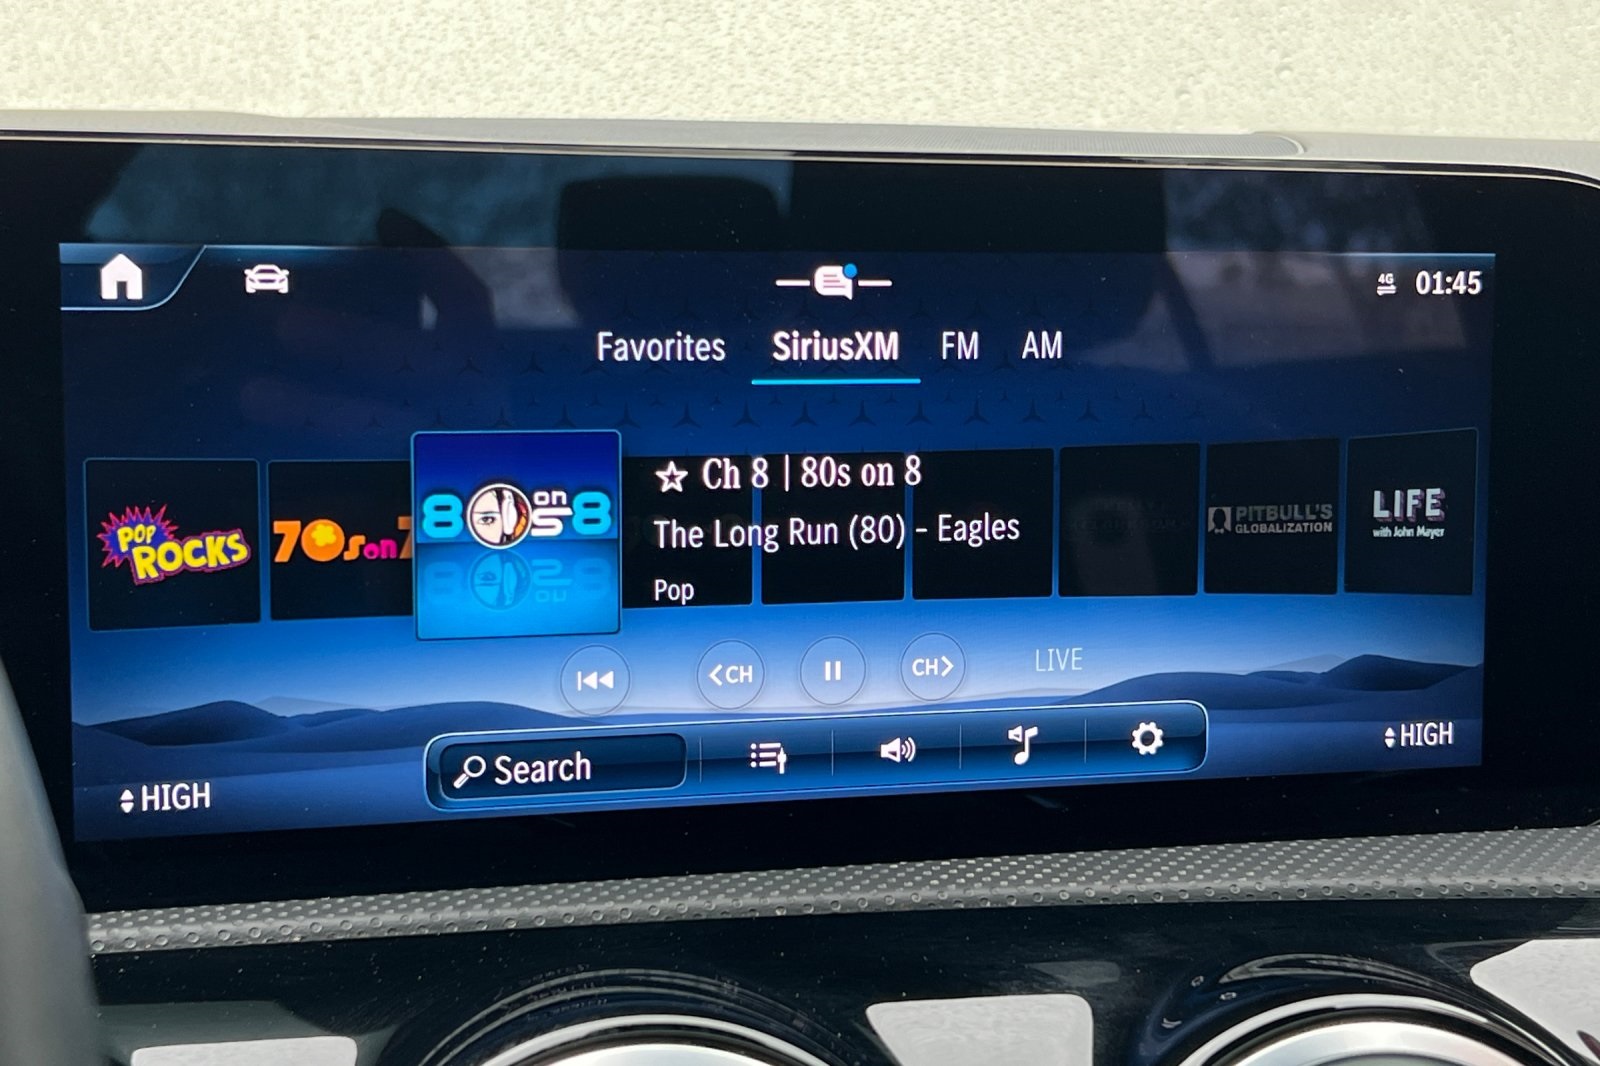 4G 01:45
Favorites SiriusXM FM AM
POP ROCKS
70s on 7
80s on 8
Ch 8 | 80s on 8
The Long Run (80) – Eagles
Pop
PITBULL'S GLOBALIZATION
LIFE with John Mayer
<CH CH> LIVE
Search
HIGH HIGH